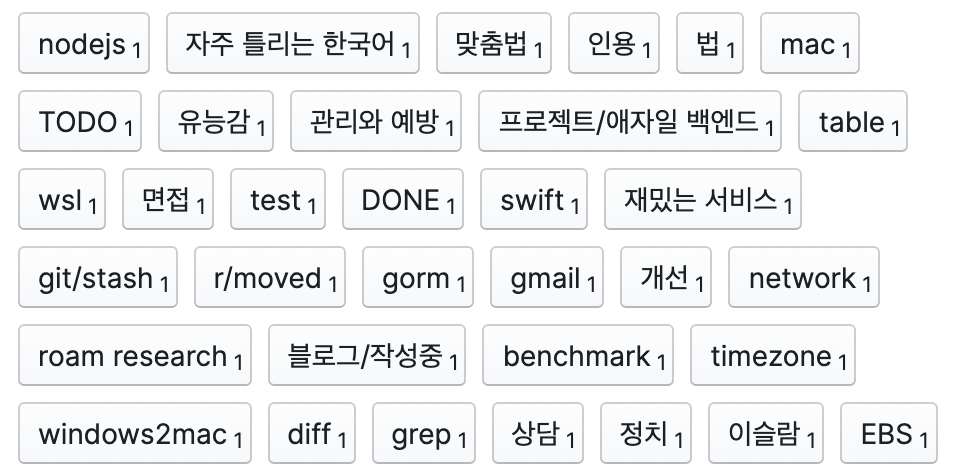 nodejs 1 자주 틀리는 한국어 1 맞춤법 1 인용 1 법 1 mac 1
TODO 1 유능감 1 관리와 예방 1 프로젝트/애자일 백엔드 1 table 1
wsl 1 면접 1 test 1 DONE 1 swift 1 재밌는 서비스 1
git/stash 1 r/moved 1 gorm 1 gmail 1 개선 1 network 1
roam research 1 블로그/작성중 1 benchmark 1 timezone 1
windows2mac 1 diff 1 grep 1 상담 1 정치 1 이슬람 1 EBS 1